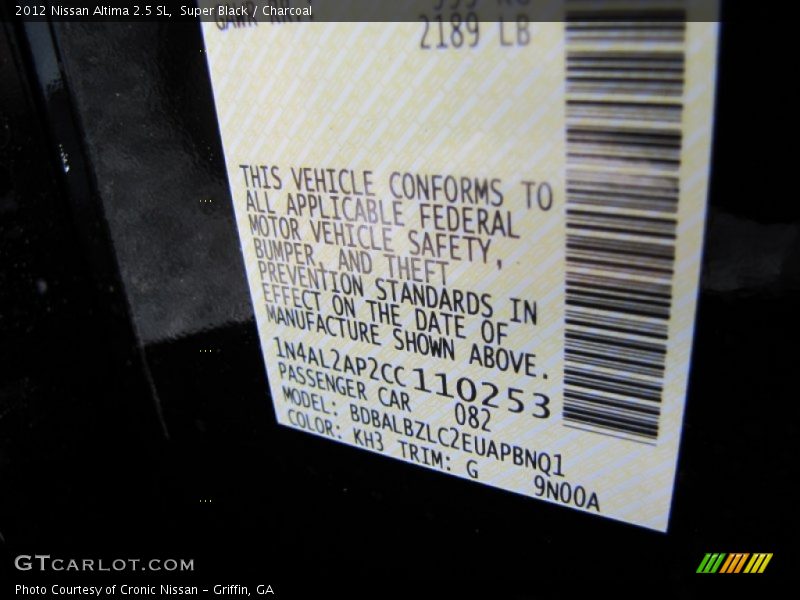 2012 Nissan Altima 2.5 SL, Super Black / Charcoal
2189 LB
THIS VEHICLE CONFORMS TO
ALL APPLICABLE FEDERAL
MOTOR VEHICLE SAFETY,
BUMPER, AND THEFT
PREVENTION STANDARDS IN
EFFECT ON THE DATE OF
MANUFACTURE SHOWN ABOVE.
1N4AL2AP2CC110253
PASSENGER CAR 082
MODEL: BDBALBZLC2EUAPBNQ1
COLOR: KH3 TRIM: G 9N00A
GTCARLOT.COM
Photo Courtesy of Cronic Nissan - Griffin, GA